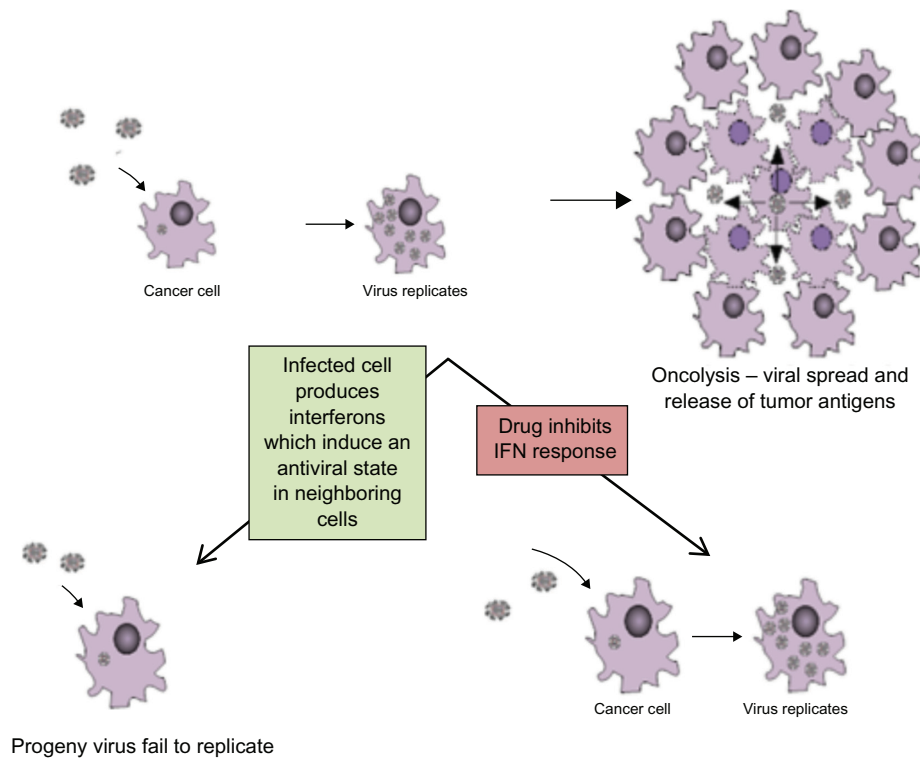 Cancer cell
Virus replicates
Oncolysis – viral spread and
release of tumor antigens
Infected cell
produces
interferons
which induce an
antiviral state
in neighboring
cells
Drug inhibits
IFN response
Cancer cell
Virus replicates
Progeny virus fail to replicate